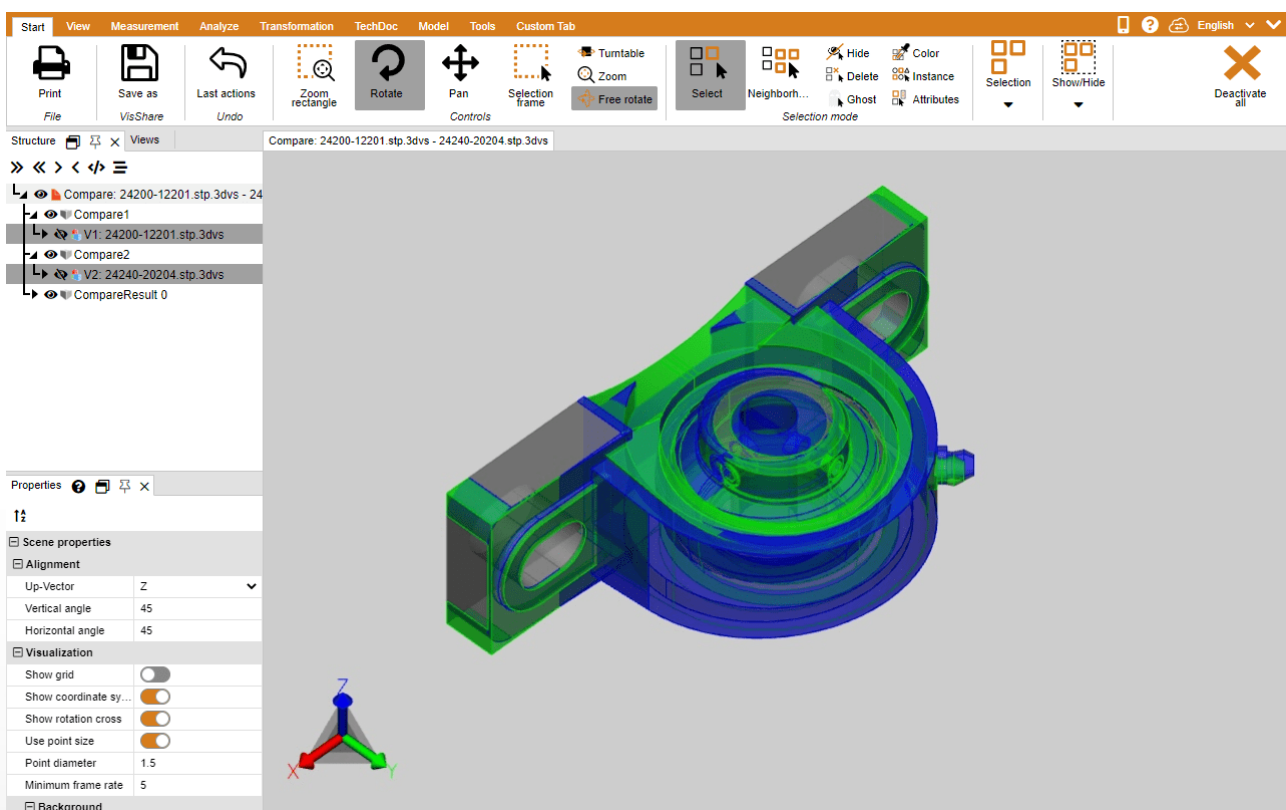 Start View Measurement Analyze Transformation TechDoc Model Tools Custom Tab English
Print
Save as
Last actions
Zoom
rectangle
Rotate
Pan
Selection
frame
Turntable
Zoom
Free rotate
Select
Neighborh...
Hide
Delete
Ghost
Color
Instance
Attributes
Selection
Show/Hide
Deactivate
all
File VisShare Undo Controls Selection mode
Structure Views
Compare: 24200-12201.stp.3dvs - 24240-20204.stp.3dvs
Compare: 24200-12201.stp.3dvs - 24
Compare1
V1: 24200-12201.stp.3dvs
Compare2
V2: 24240-20204.stp.3dvs
CompareResult 0
Properties
Scene properties
Alignment
Up-Vector Z
Vertical angle 45
Horizontal angle 45
Visualization
Show grid
Show coordinate sy...
Show rotation cross
Use point size
Point diameter 1.5
Minimum frame rate 5
Background
Z
X Y